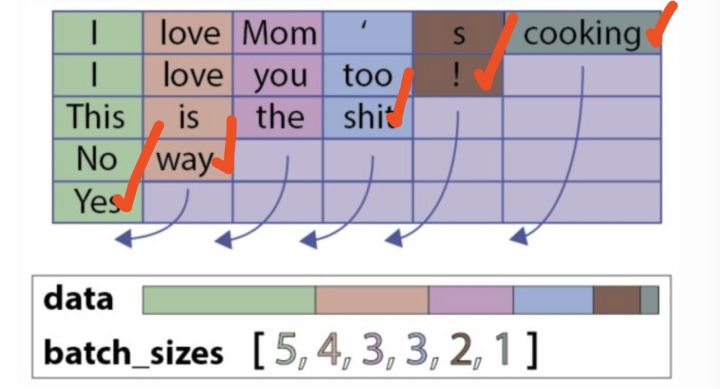 I love Mom ‘ s cooking
I love you too !
This is the shit
No way
Yes
data
batch_sizes [ 5, 4, 3, 3, 2, 1 ]